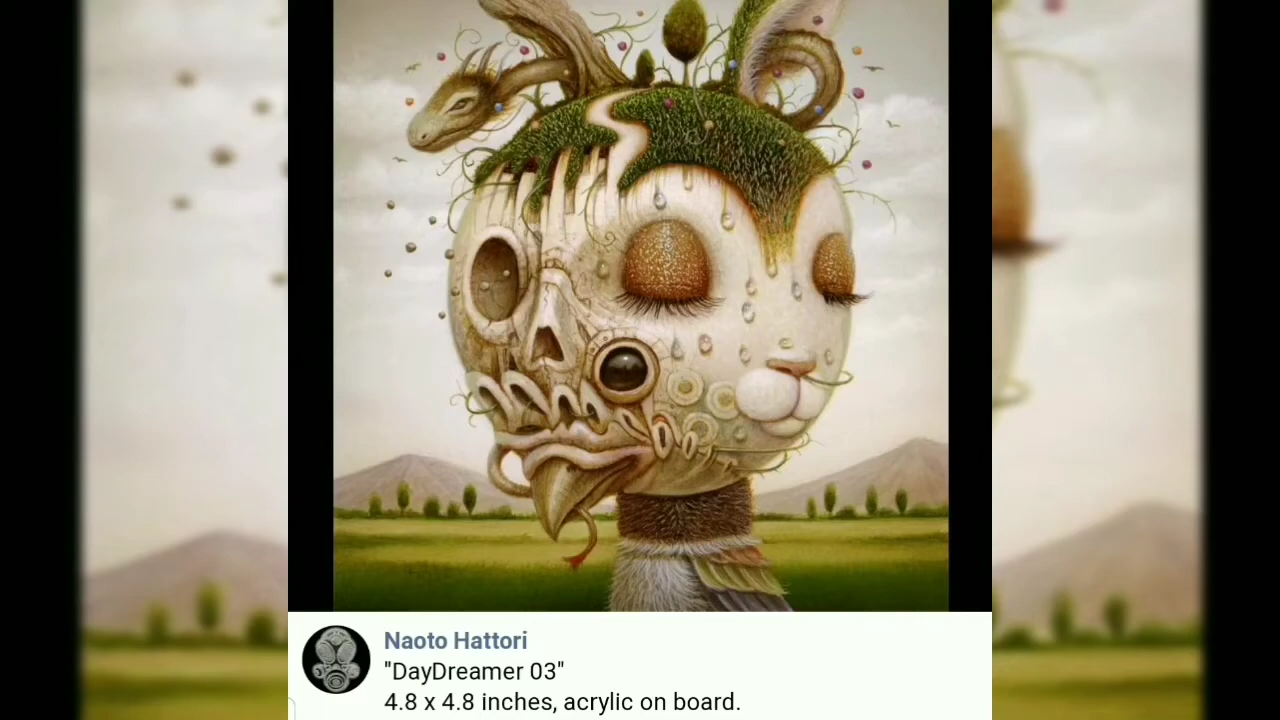 Naoto Hattori
"DayDreamer 03"
4.8 x 4.8 inches, acrylic on board.